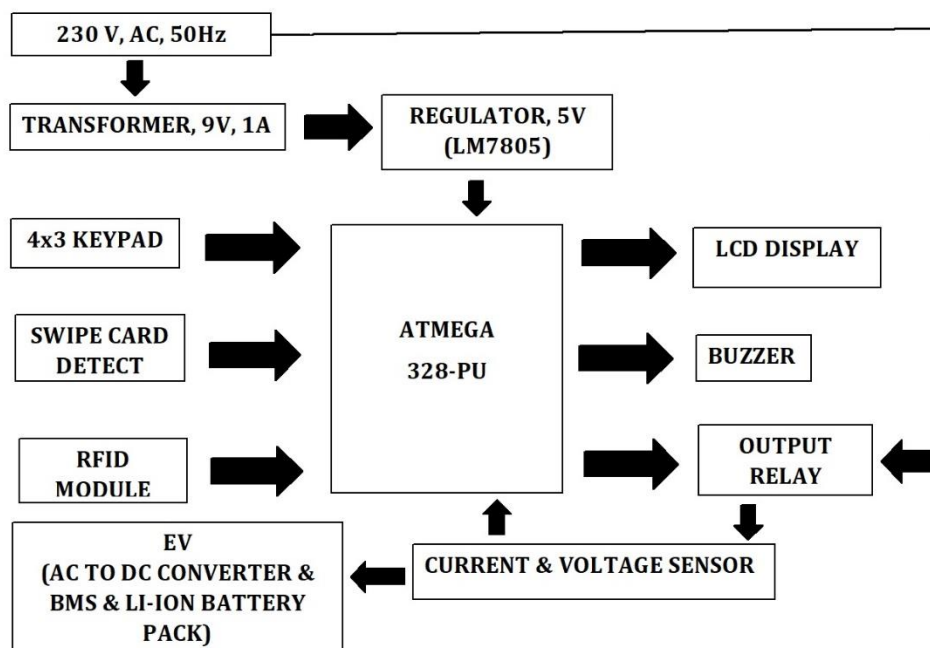 230 V, AC, 50Hz
TRANSFORMER, 9V, 1A
REGULATOR, 5V
(LM7805)
4x3 KEYPAD
SWIPE CARD
DETECT
RFID
MODULE
ATMEGA
328-PU
LCD DISPLAY
BUZZER
OUTPUT
RELAY
CURRENT & VOLTAGE SENSOR
EV
(AC TO DC CONVERTER &
BMS & LI-ION BATTERY
PACK)